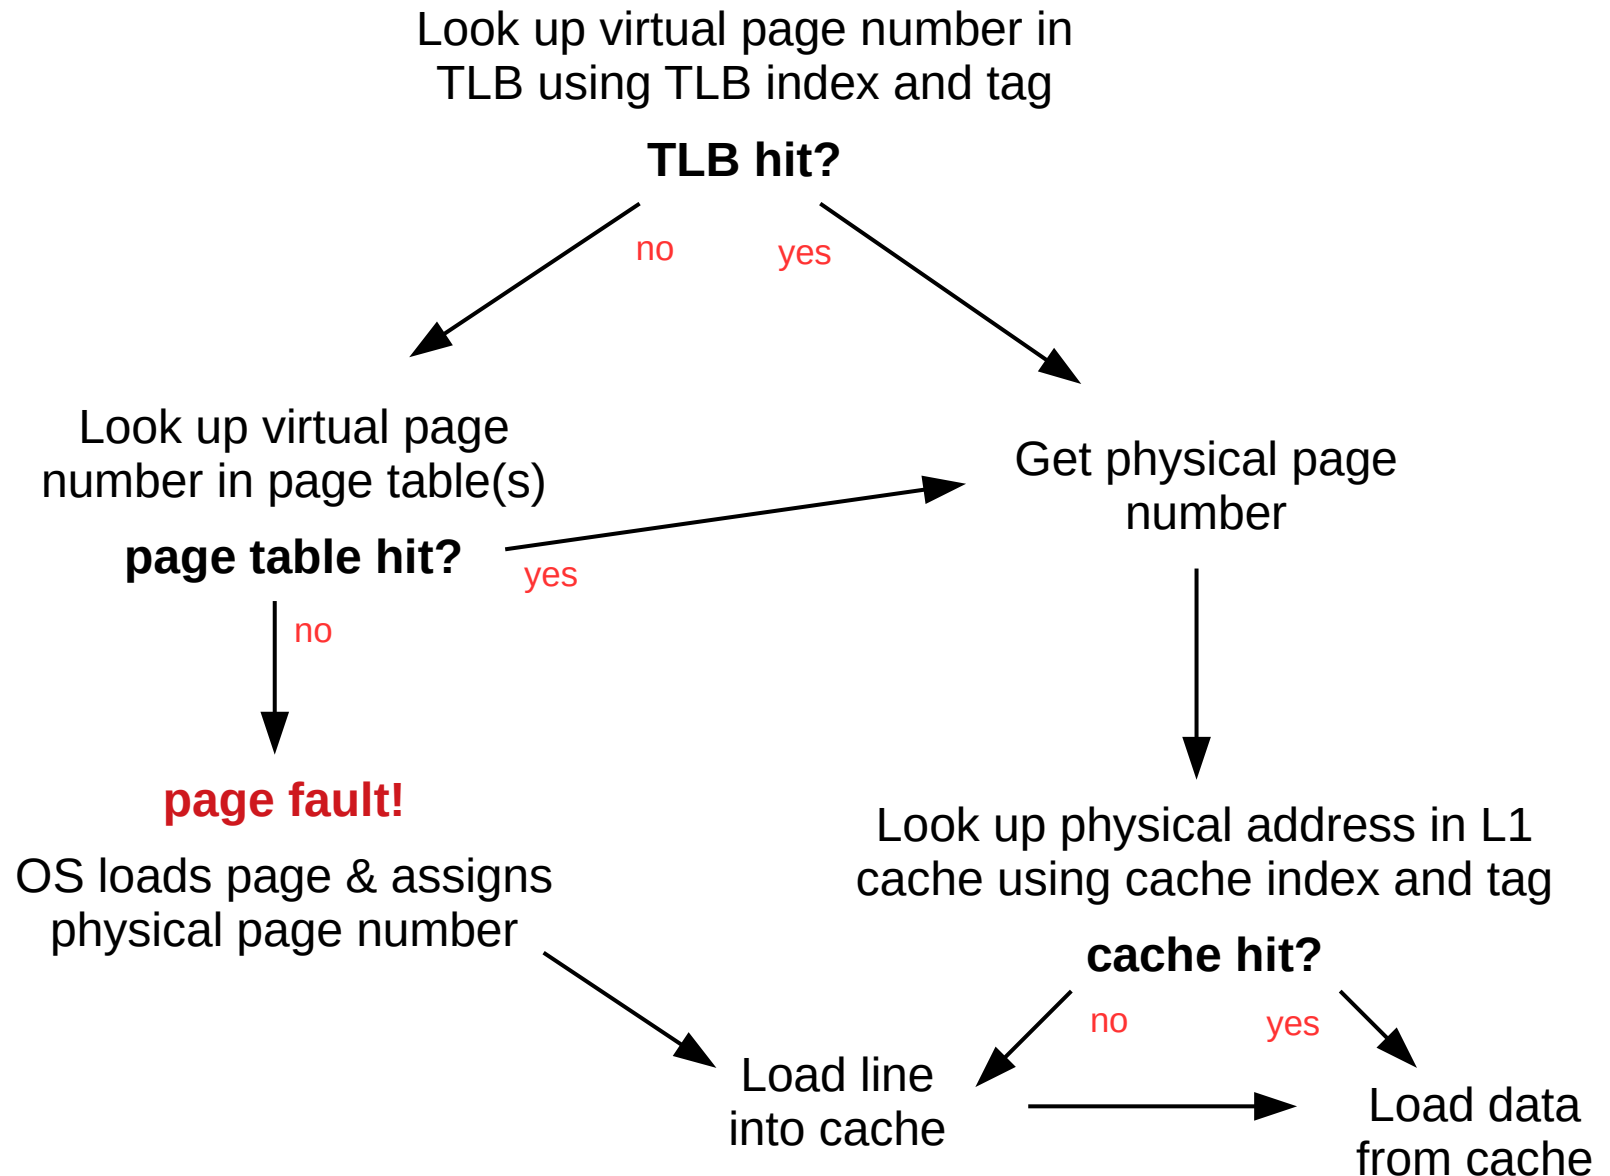 Look up virtual page number in
TLB using TLB index and tag
TLB hit?
no
yes
Look up virtual page
number in page table(s)
page table hit?
yes
no
Get physical page
number
page fault!
OS loads page & assigns
physical page number
Look up physical address in L1
cache using cache index and tag
cache hit?
no
yes
Load line
into cache
Load data
from cache